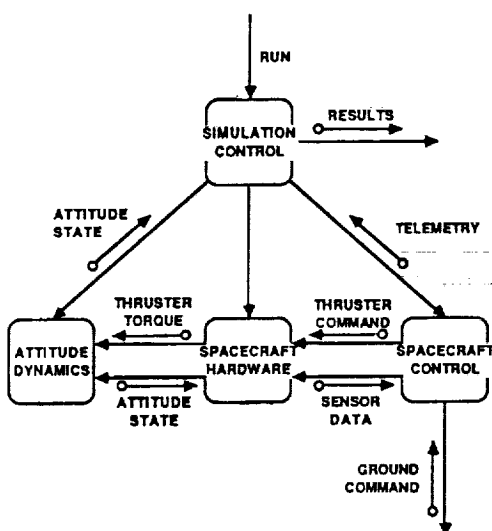 RUN
RESULTS
SIMULATION
CONTROL
ATTITUDE
STATE
TELEMETRY
THRUSTER
TORQUE
THRUSTER
COMMAND
ATTITUDE
DYNAMICS
SPACECRAFT
HARDWARE
SPACECRAFT
CONTROL
ATTITUDE
STATE
SENSOR
DATA
GROUND
COMMAND